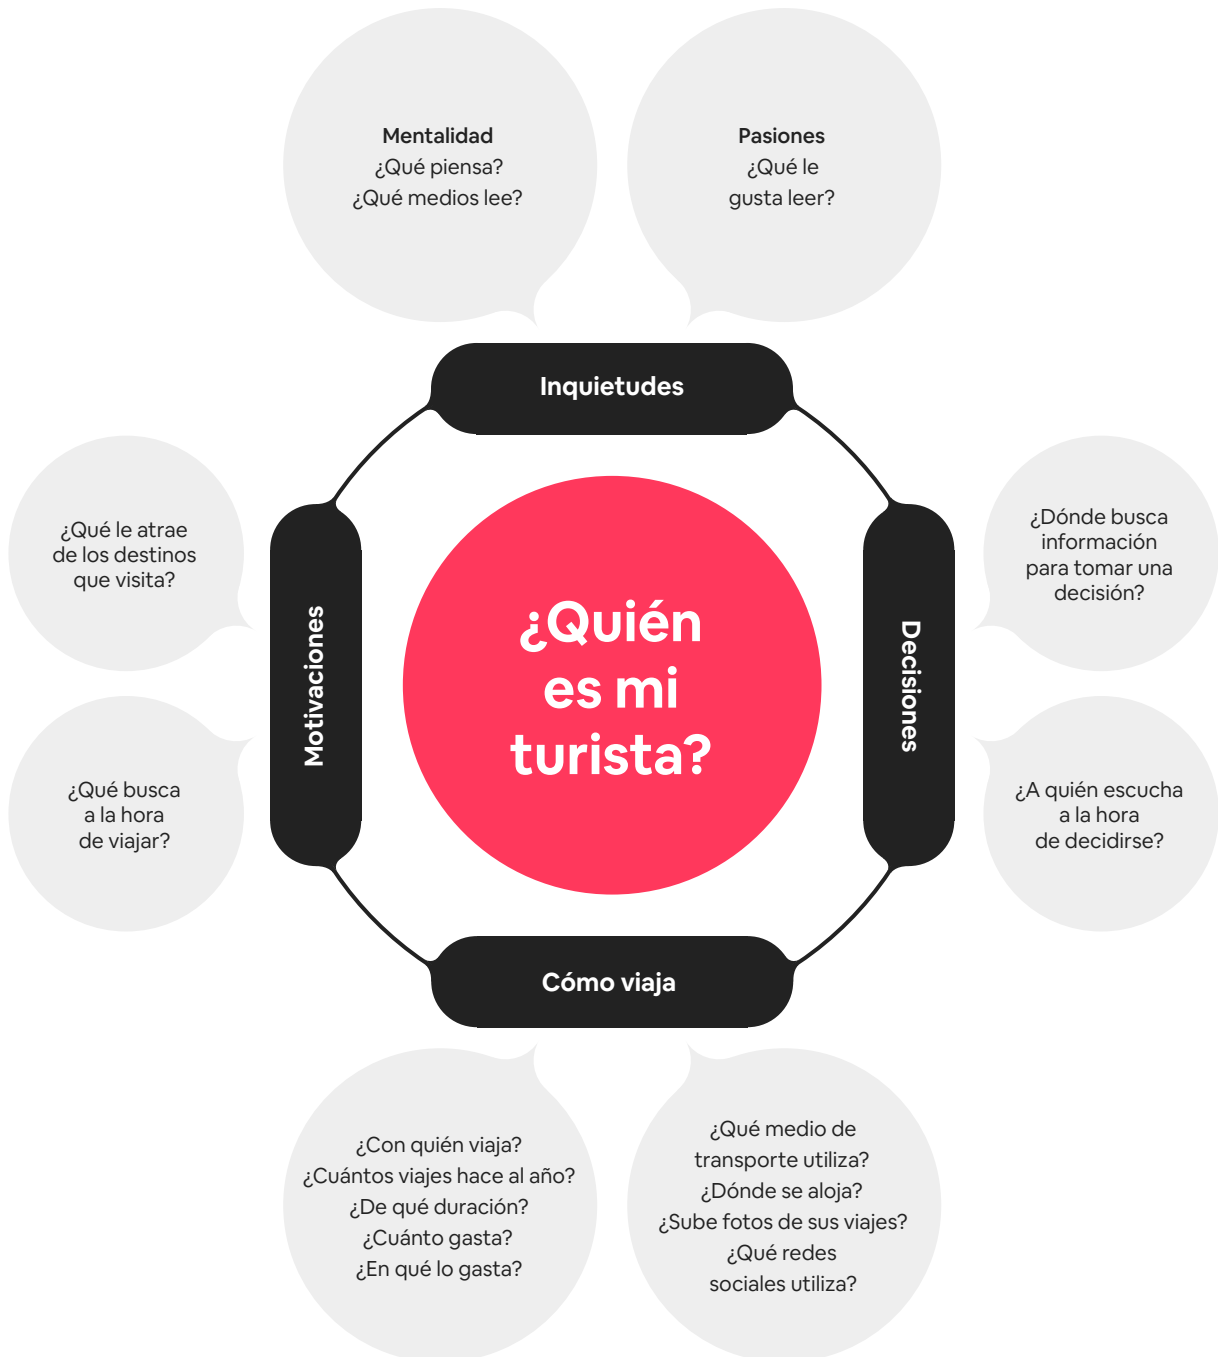 Mentalidad
¿Qué piensa?
¿Qué medios lee?
Pasiones
¿Qué le
gusta leer?
Inquietudes
¿Qué le atrae
de los destinos
que visita?
¿Qué busca
a la hora
de viajar?
Motivaciones
¿Quién
es mi
turista?
Decisiones
¿Dónde busca
información
para tomar una
decisión?
¿A quién escucha
a la hora
de decidirse?
Cómo viaja
¿Con quién viaja?
¿Cuántos viajes hace al año?
¿De qué duración?
¿Cuánto gasta?
¿En qué lo gasta?
¿Qué medio de
transporte utiliza?
¿Dónde se aloja?
¿Sube fotos de sus viajes?
¿Qué redes
sociales utiliza?